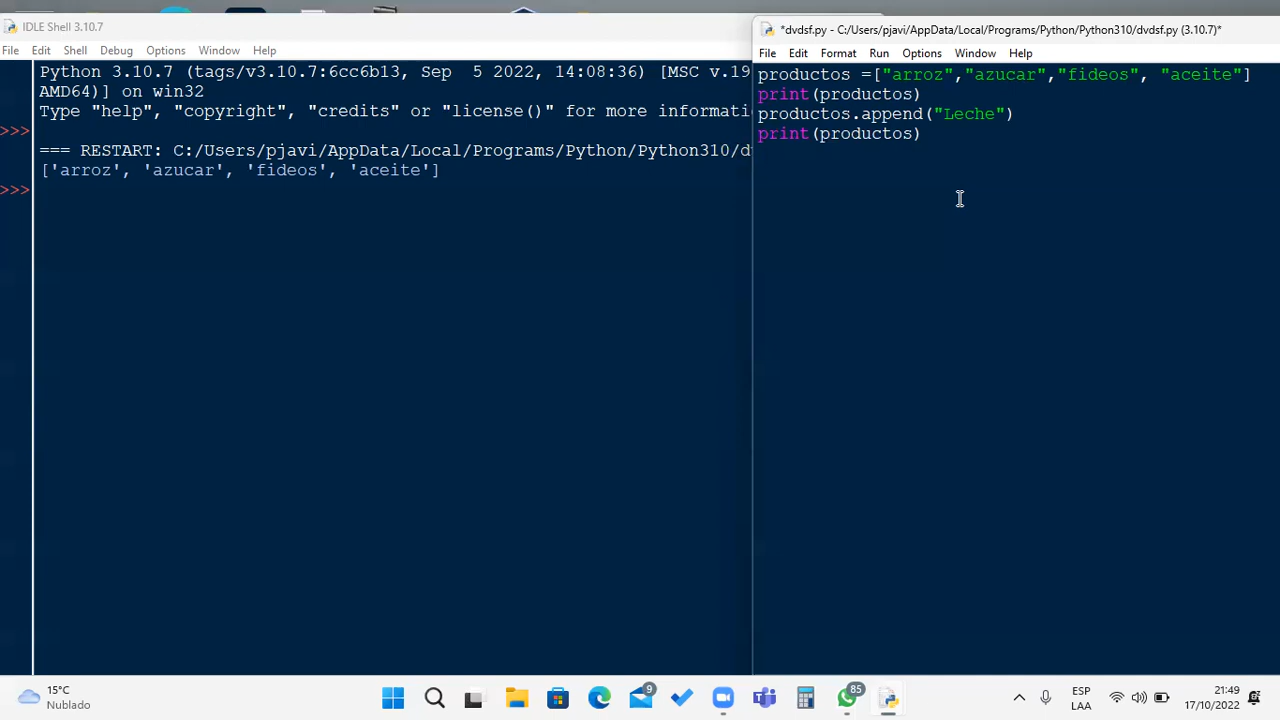 IDLE Shell 3.10.7
File Edit Shell Debug Options Window Help
Python 3.10.7 (tags/v3.10.7:6cc6b13, Sep  5 2022, 14:08:36) [MSC v.19
AMD64)] on win32
Type "help", "copyright", "credits" or "license()" for more informati
>>>
=== RESTART: C:/Users/pjavi/AppData/Local/Programs/Python/Python310/dv
['arroz', 'azucar', 'fideos', 'aceite']
>>>
*dvdsf.py - C:/Users/pjavi/AppData/Local/Programs/Python/Python310/dvdsf.py (3.10.7)*
File Edit Format Run Options Window Help
productos =["arroz","azucar","fideos", "aceite"]
print(productos)
productos.append("Leche")
print(productos)
15°C
Nublado
9
85
ESP
LAA
21:49
17/10/2022